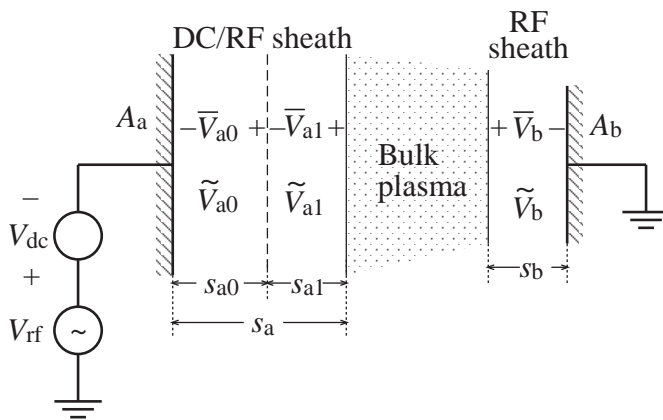 DC/RF sheath
RF
sheath
A_a
− V̅_a0 + − V̅_a1 +
+ V̅_b −
A_b
Bulk
plasma
Ṽ_a0
Ṽ_a1
Ṽ_b
−
V_dc
+
s_a0
s_a1
s_b
s_a
V_rf
~